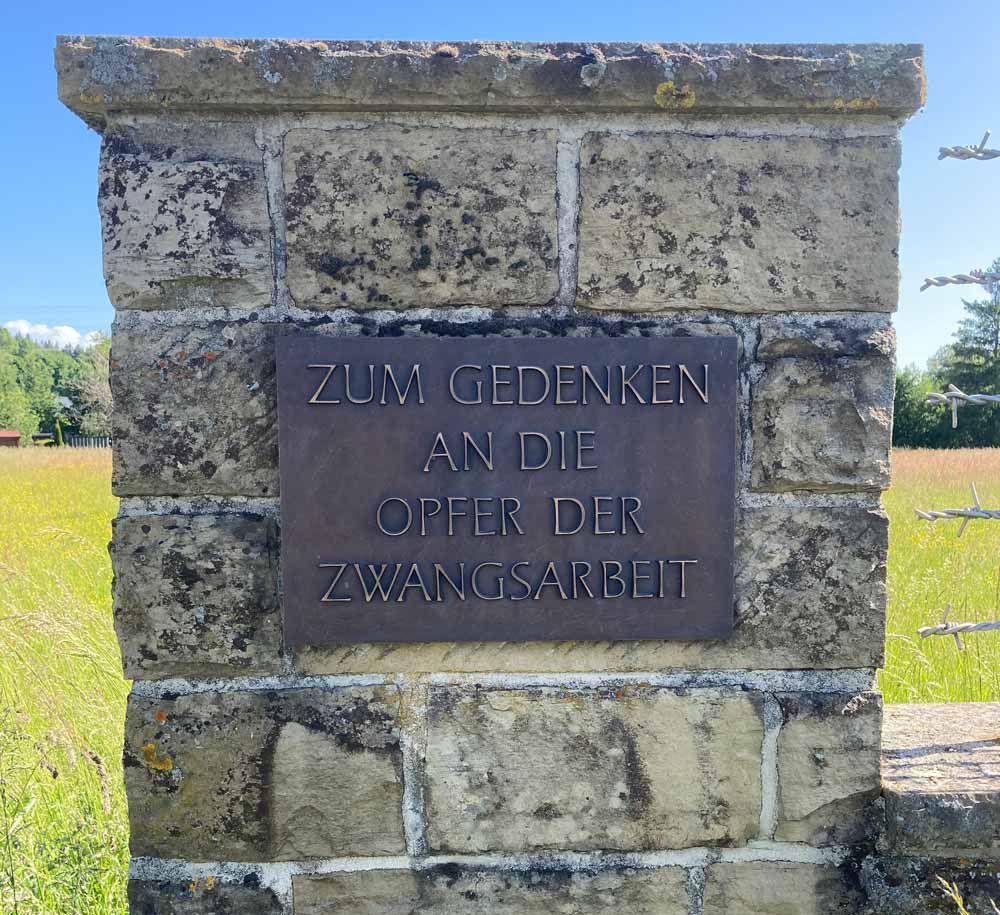 ZUM GEDENKEN
AN DIE
OPFER DER
ZWANGSARBEIT